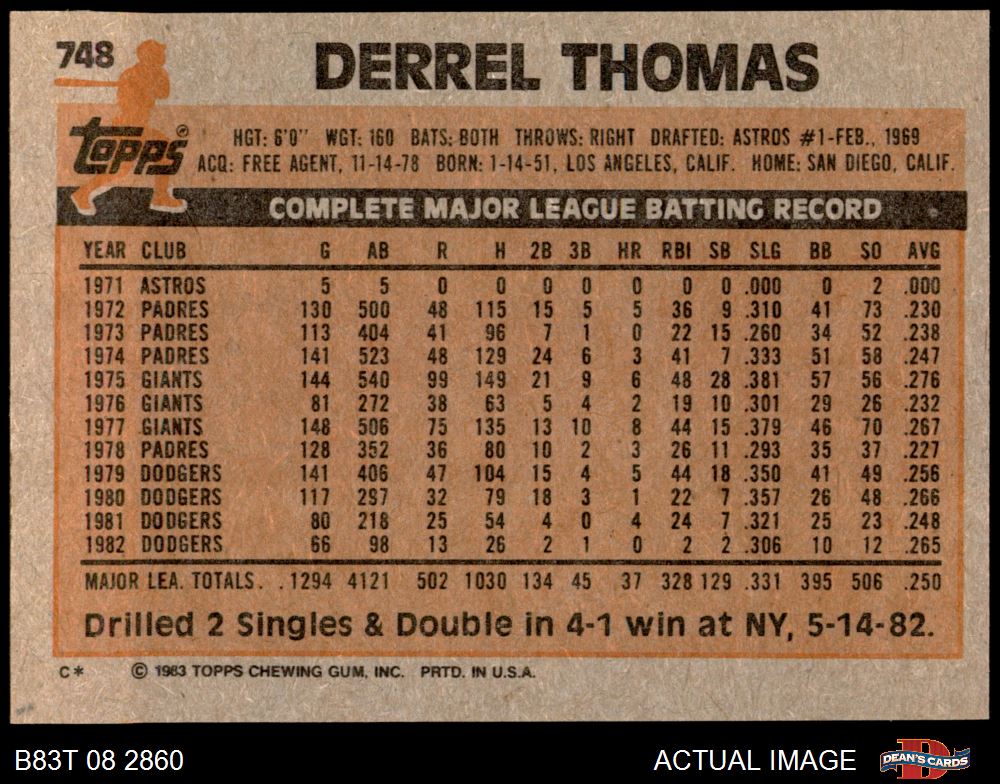 748
DERREL THOMAS
Topps®
HGT: 6'0" WGT: 160 BATS: BOTH THROWS: RIGHT DRAFTED: ASTROS #1-FEB., 1969
ACQ: FREE AGENT, 11-14-78 BORN: 1-14-51, LOS ANGELES, CALIF. HOME: SAN DIEGO, CALIF.
COMPLETE MAJOR LEAGUE BATTING RECORD
YEAR CLUB G AB R H 2B 3B HR RBI SB SLG BB SO AVG
1971 ASTROS 5 5 0 0 0 0 0 0 0 .000 0 2 .000
1972 PADRES 130 500 48 115 15 5 5 36 9 .310 41 73 .230
1973 PADRES 113 404 41 96 7 1 0 22 15 .260 34 52 .238
1974 PADRES 141 523 48 129 24 6 3 41 7 .333 51 58 .247
1975 GIANTS 144 540 99 149 21 9 6 48 28 .381 57 56 .276
1976 GIANTS 81 272 38 63 5 4 2 19 10 .301 29 26 .232
1977 GIANTS 148 506 75 135 13 10 8 44 15 .379 46 70 .267
1978 PADRES 128 352 36 80 10 2 3 26 11 .293 35 37 .227
1979 DODGERS 141 406 47 104 15 4 5 44 18 .350 41 49 .256
1980 DODGERS 117 297 32 79 18 3 1 22 7 .357 26 48 .266
1981 DODGERS 80 218 25 54 4 0 4 24 7 .321 25 23 .248
1982 DODGERS 66 98 13 26 2 1 0 2 2 .306 10 12 .265
MAJOR LEA. TOTALS. . 1294 4121 502 1030 134 45 37 328 129 .331 395 506 .250
Drilled 2 Singles & Double in 4-1 win at NY, 5-14-82.
C* © 1983 TOPPS CHEWING GUM, INC. PRTD. IN U.S.A.
B83T 08 2860 ACTUAL IMAGE D DEAN'S CARDS